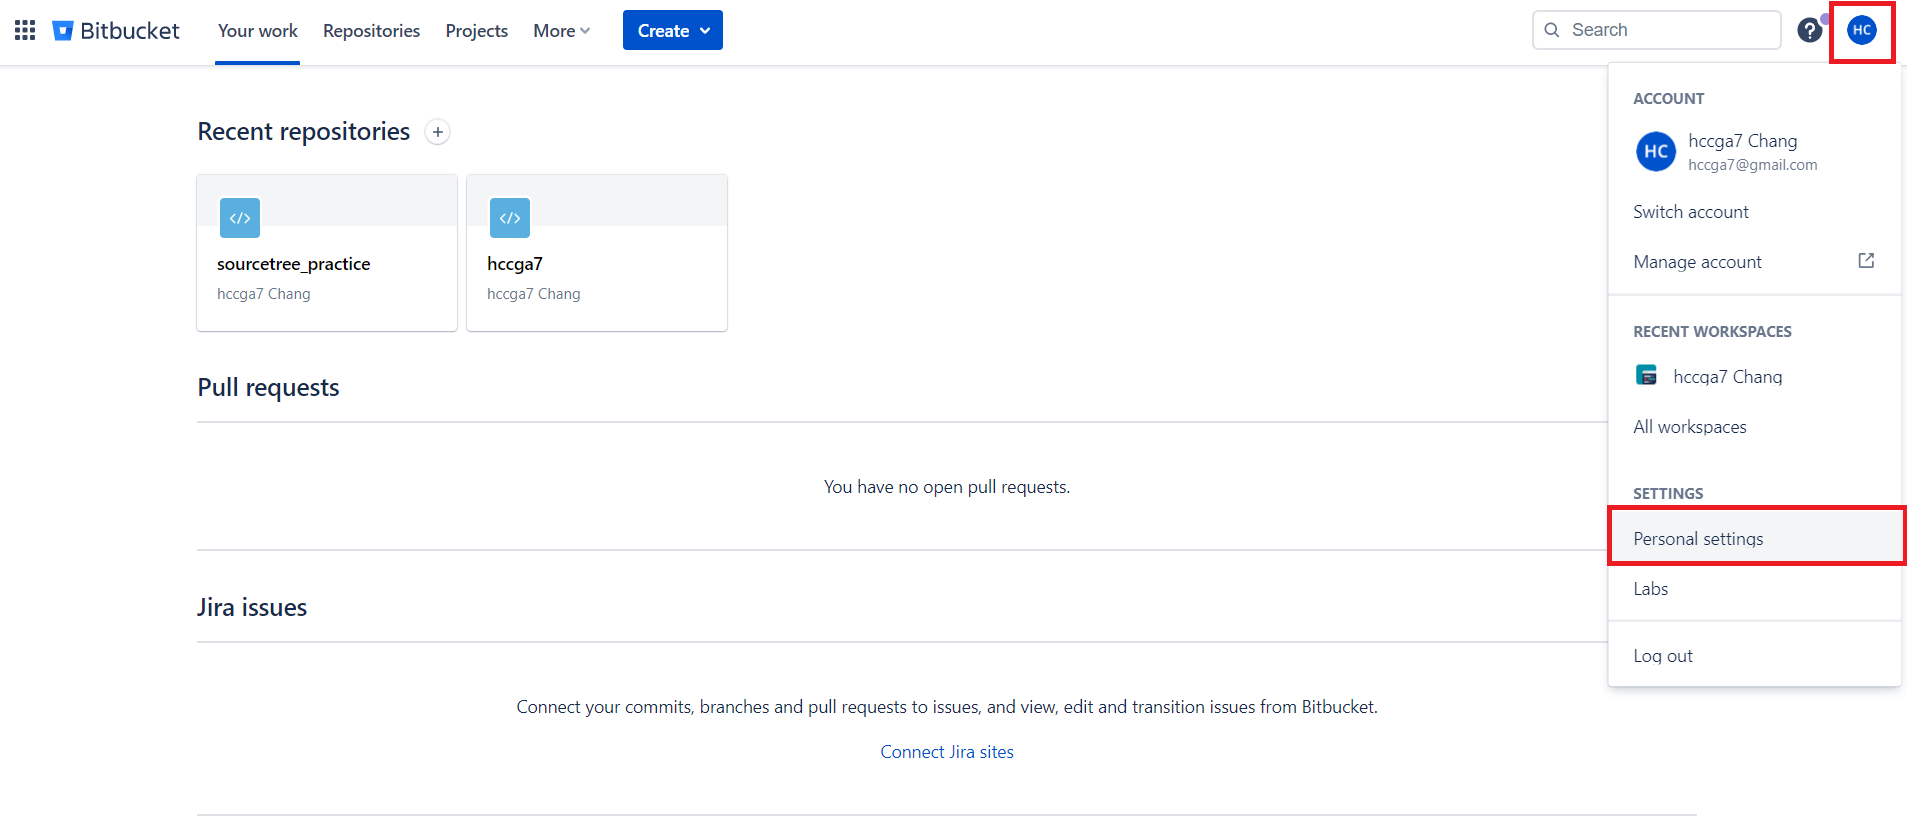 Bitbucket
Your work
Repositories
Projects
More
Create
Search
?
HC
Recent repositories
+
</>
</>
sourcetree_practice
hccga7
hccga7 Chang
hccga7 Chang
Pull requests
You have no open pull requests.
Jira issues
Connect your commits, branches and pull requests to issues, and view, edit and transition issues from Bitbucket.
Connect Jira sites
ACCOUNT
HC
hccga7 Chang
hccga7@gmail.com
Switch account
Manage account
RECENT WORKSPACES
hccga7 Chang
All workspaces
SETTINGS
Personal settings
Labs
Log out